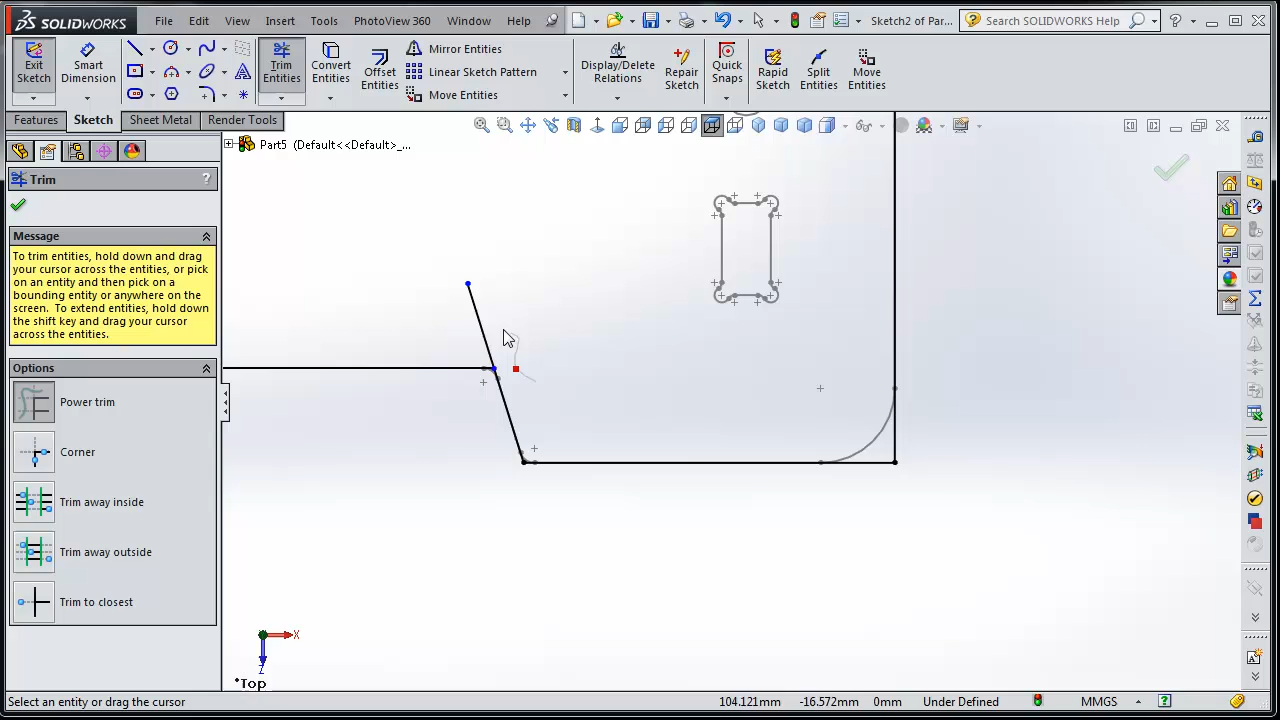 SOLIDWORKS File Edit View Insert Tools PhotoView 360 Window Help Sketch2 of Par... Search SOLIDWORKS Help
Exit Sketch
Smart Dimension
Trim Entities
Convert Entities
Offset Entities
Mirror Entities
Linear Sketch Pattern
Move Entities
Display/Delete Relations
Repair Sketch
Quick Snaps
Rapid Sketch
Split Entities
Move Entities
Features Sketch Sheet Metal Render Tools
Part5 (Default<<Default>_...
Trim ?
Message
To trim entities, hold down and drag
your cursor across the entities, or pick
on an entity and then pick on a
bounding entity or anywhere on the
screen. To extend entities, hold down
the shift key and drag your cursor
across the entities.
Options
Power trim
Corner
Trim away inside
Trim away outside
Trim to closest
X
Z
*Top
Select an entity or drag the cursor 104.121mm -16.572mm 0mm Under Defined MMGS